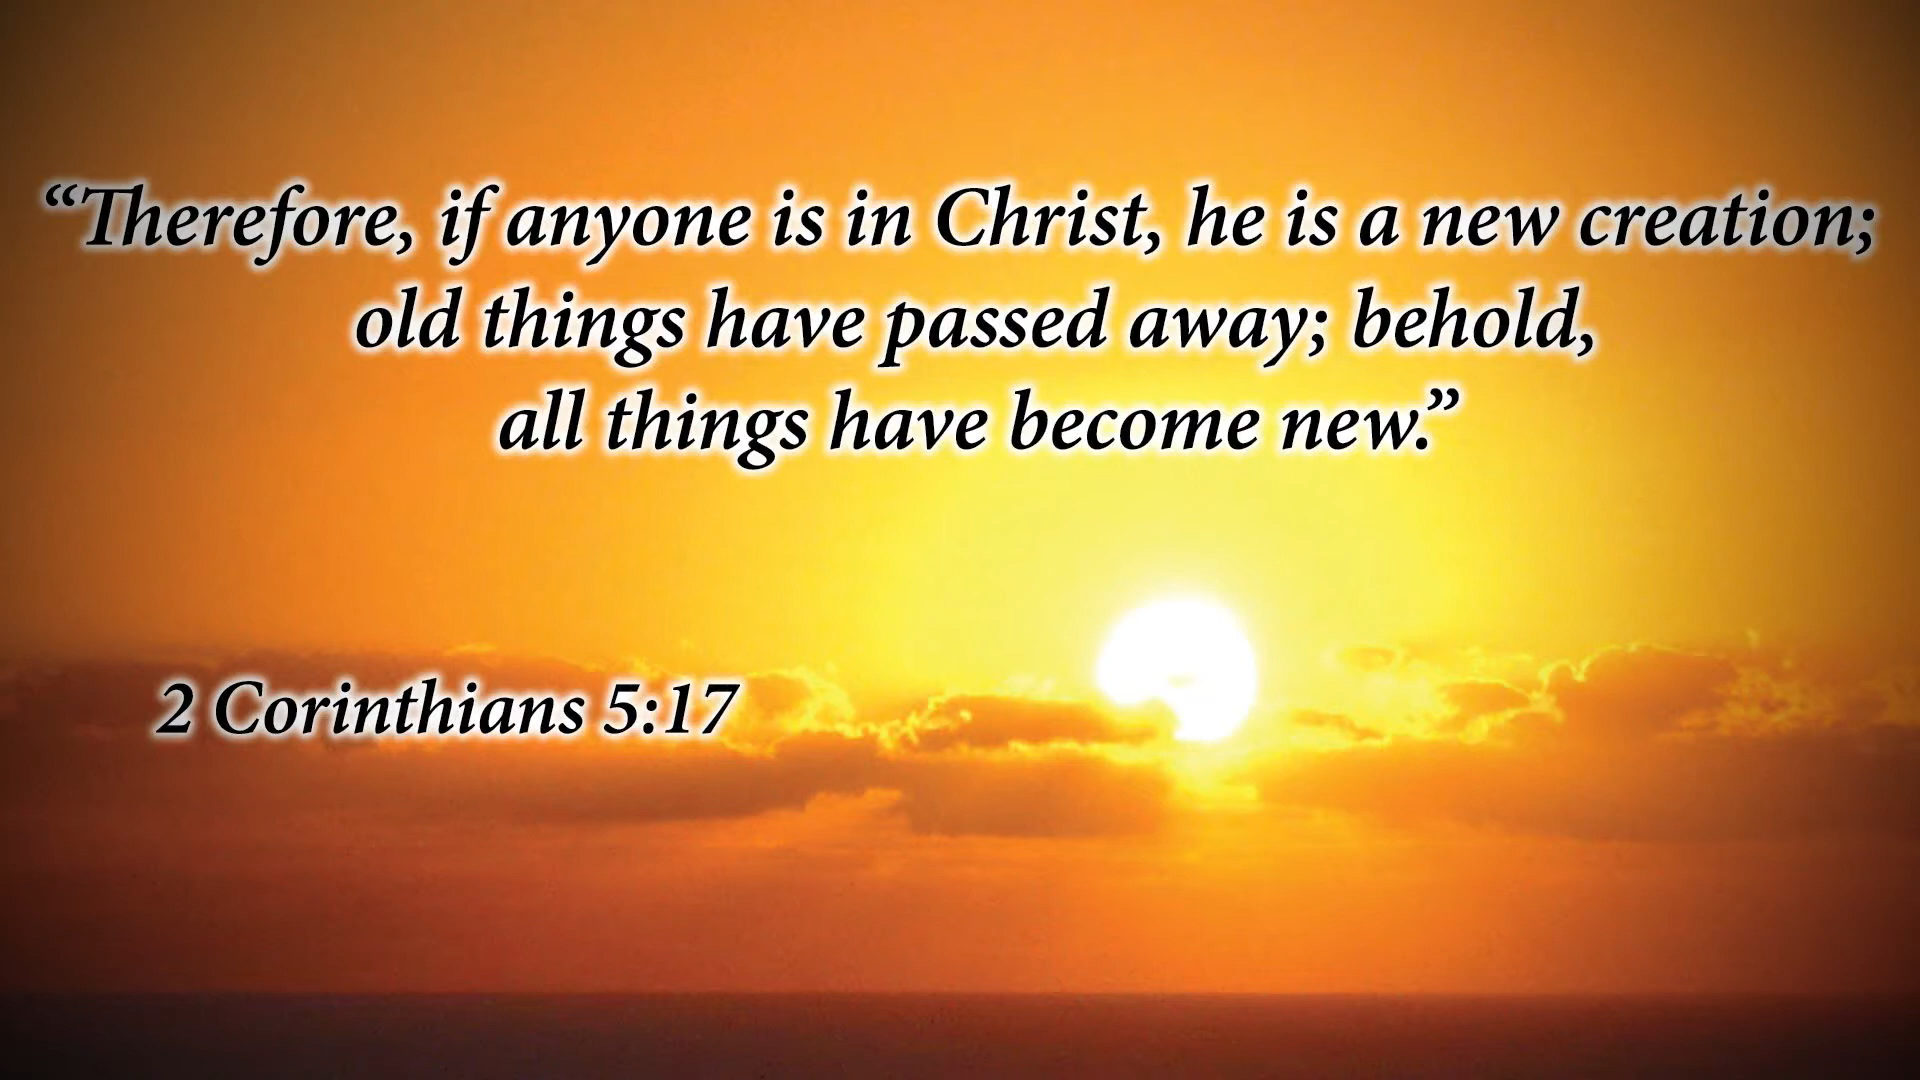 “Therefore, if anyone is in Christ, he is a new creation;
old things have passed away; behold,
all things have become new.”
2 Corinthians 5:17